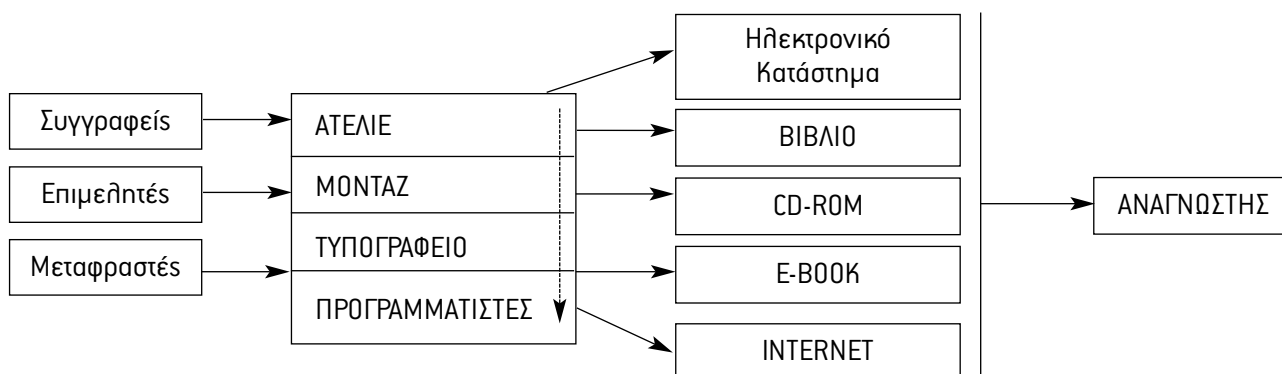 Συγγραφείς
Επιμελητές
Μεταφραστές
ΑΤΕΛΙΕ
ΜΟΝΤΑΖ
ΤΥΠΟΓΡΑΦΕΙΟ
ΠΡΟΓΡΑΜΜΑΤΙΣΤΕΣ
Ηλεκτρονικό
Κατάστημα
ΒΙΒΛΙΟ
CD-ROM
E-BOOK
INTERNET
ΑΝΑΓΝΩΣΤΗΣ